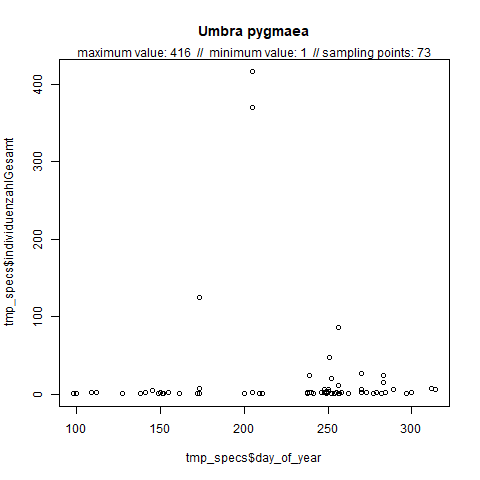 Umbra pygmaea
maximum value: 416 // minimum value: 1 // sampling points: 73
tmp_specs$individuenzahlGesamt
400
300
200
100
0
100 150 200 250 300
tmp_specs$day_of_year